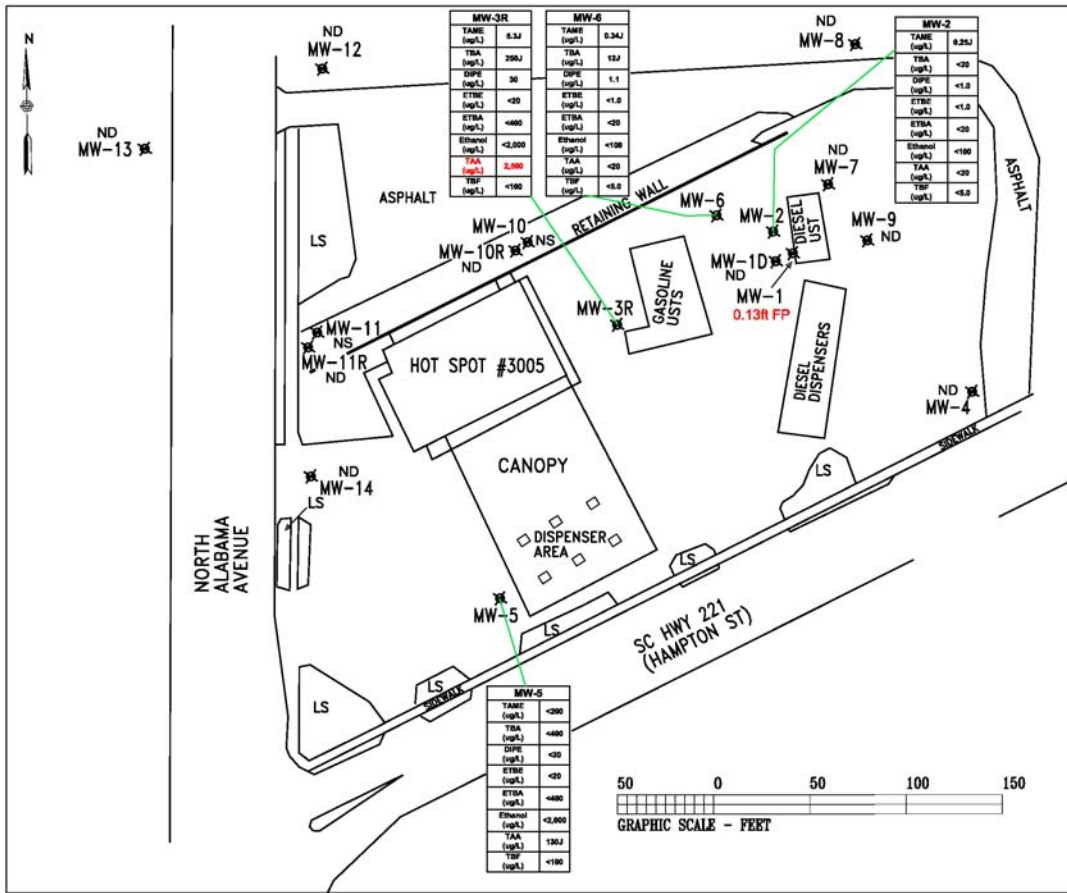 N
ND
MW-12
ND
MW-13
ND
MW-8
MW-3R
TAME (ug/L) 5.3J
TBA (ug/L) 250J
DIPE (ug/L) 30
ETBE (ug/L) <20
ETBA (ug/L) <400
Ethanol (ug/L) <2,000
TAA (ug/L)
TBF (ug/L) <100
MW-6
TAME (ug/L) 0.34J
TBA (ug/L) 12J
DIPE (ug/L) 1.1
ETBE (ug/L) <1.0
ETBA (ug/L) <20
Ethanol (ug/L) <100
TAA (ug/L) <20
TBF (ug/L) <5.0
MW-2
TAME (ug/L) 0.25J
TBA (ug/L) <20
DIPE (ug/L) <1.0
ETBE (ug/L) <1.0
ETBA (ug/L) <20
Ethanol (ug/L) <100
TAA (ug/L) <20
TBF (ug/L) <5.0
ASPHALT
ASPHALT
LS
RETAINING WALL
MW-10
NS
MW-10R
ND
MW-6
ND
MW-7
MW-2
DIESEL
UST
MW-9
ND
MW-1D
ND
MW-1
0.13ft FP
GASOLINE
USTS
MW-3R
MW-11
NS
MW-11R
ND
HOT SPOT #3005
DIESEL
DISPENSERS
ND
MW-4
SIDEWALK
CANOPY
ND
MW-14
LS
LS
DISPENSER
AREA
NORTH
ALABAMA
AVENUE
LS
MW-5
LS
SC HWY 221
(HAMPTON ST)
LS
SIDEWALK
LS
MW-5
TAME (ug/L) <200
TBA (ug/L) <400
DIPE (ug/L) <20
ETBE (ug/L) <20
ETBA (ug/L) <400
Ethanol (ug/L) <2,000
TAA (ug/L) 130J
TBF (ug/L) <100
50 0 50 100 150
GRAPHIC SCALE - FEET